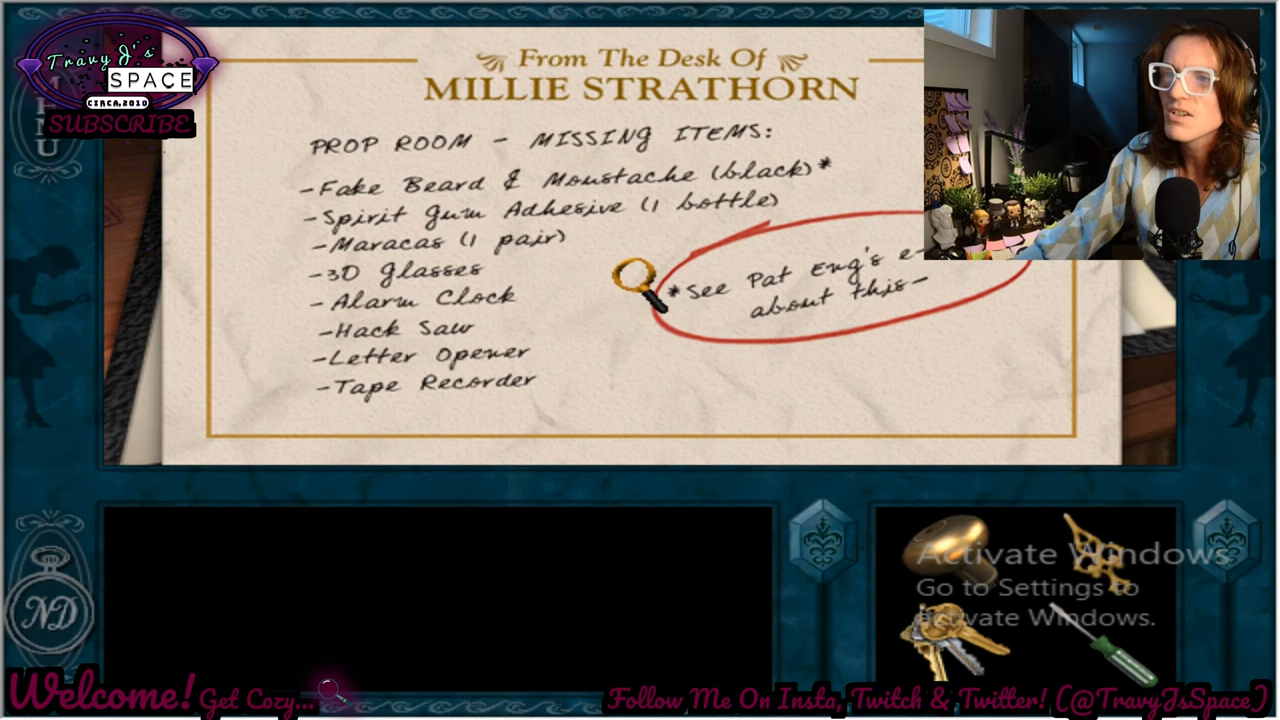 Travy J's
SPACE
CIRCA.2010
SUBSCRIBE
From The Desk Of
MILLIE STRATHORN
PROP ROOM - MISSING ITEMS:
-Fake Beard & Moustache (black)*
-Spirit Gum Adhesive (1 bottle)
-Maracas (1 pair)
-3D Glasses
-Alarm Clock
-Hack Saw
-Letter Opener
-Tape Recorder
*See Pat Eng's e-
about this-
ND
Activate Windows
Go to Settings to
activate Windows.
Welcome! Get Cozy...
Follow Me On Insta, Twitch & Twitter! (@TravyJsSpace)